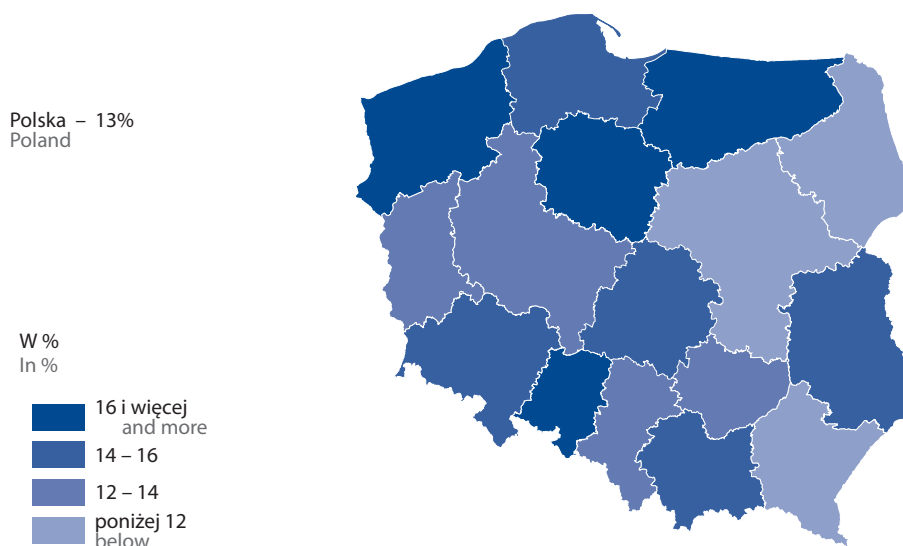 Polska – 13%
Poland
W %
In %
16 i więcej
and more
14 – 16
12 – 14
poniżej 12
below